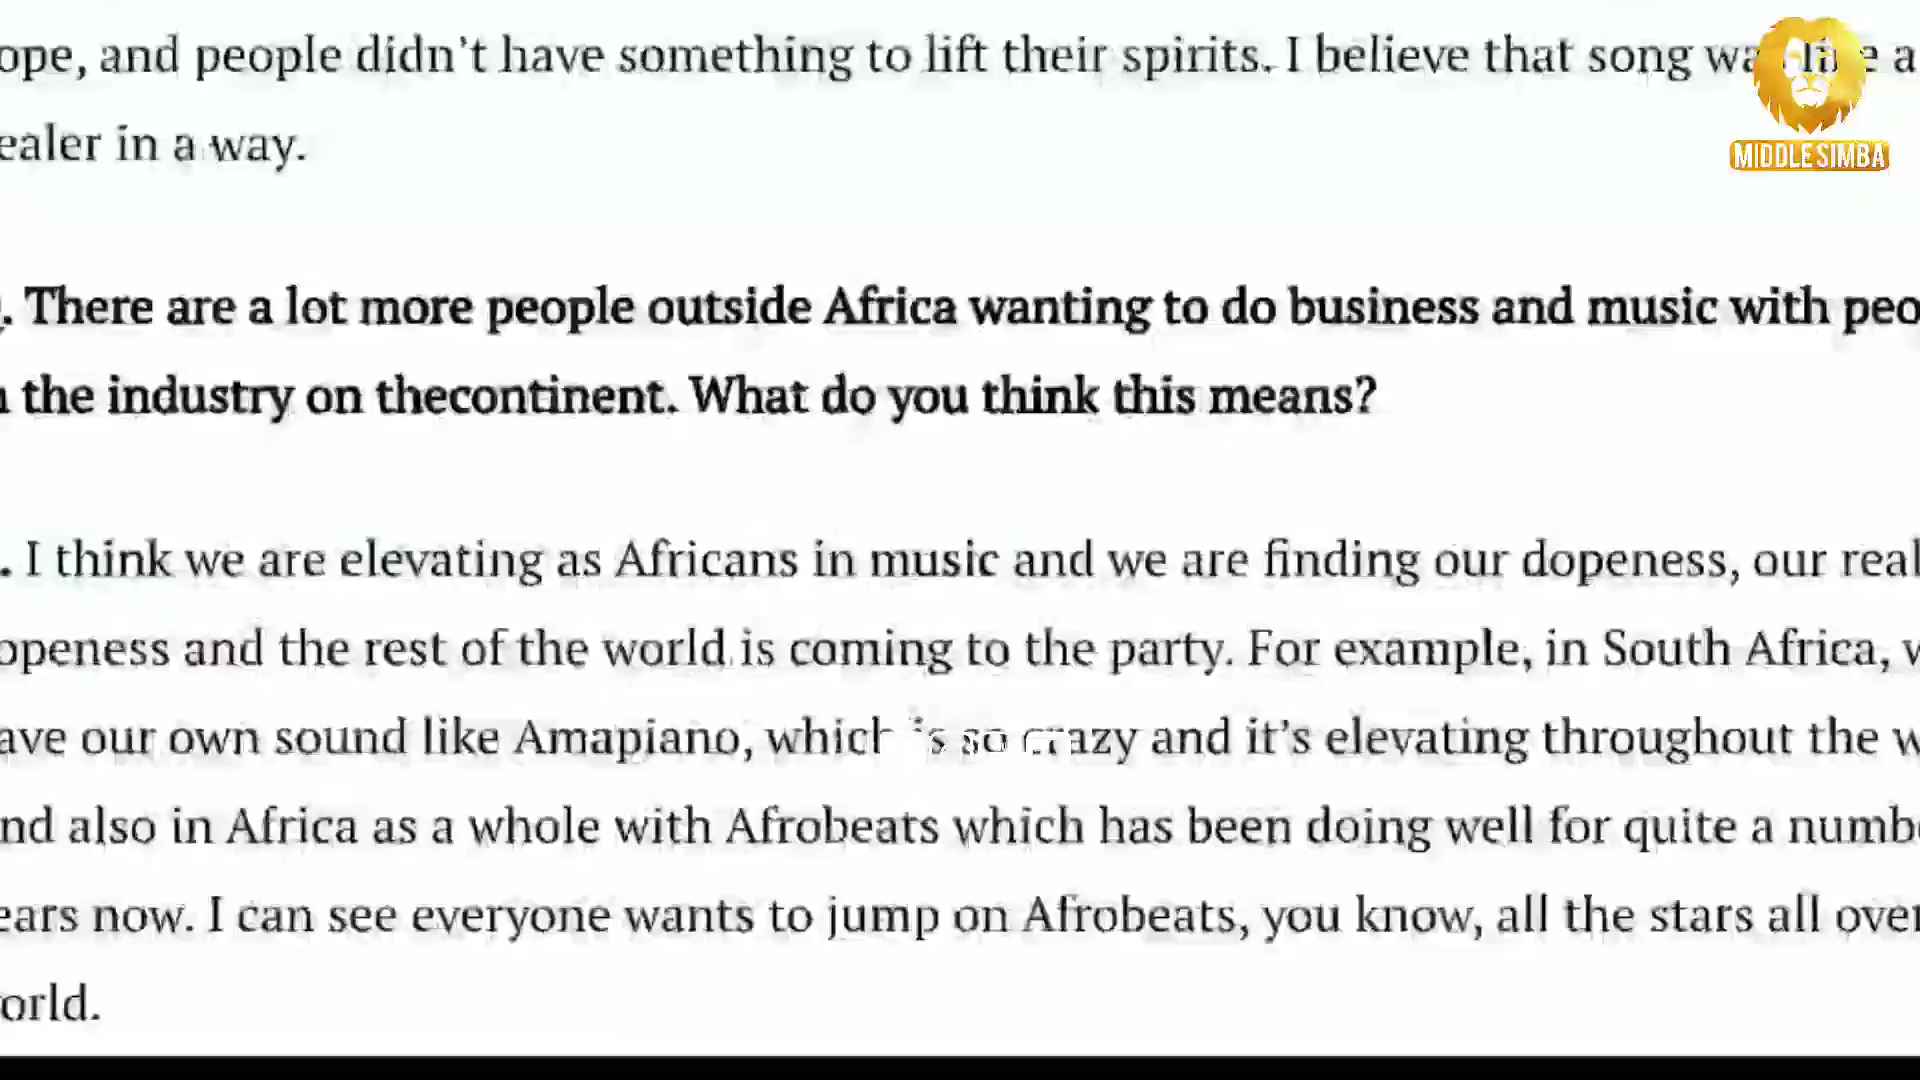 ope, and people didn't have something to lift their spirits. I believe that song a
ealer in a way.
MIDDLE SIMBA
. There are a lot more people outside Africa wanting to do business and music with peo
the industry on thecontinent. What do you think this means?
. I think we are elevating as Africans in music and we are finding our dopeness, our real
openess and the rest of the world is coming to the party. For example, in South Africa, w
ave our own sound like Amapiano, which is so crazy and it's elevating throughout the w
nd also in Africa as a whole with Afrobeats which has been doing well for quite a numb
ears now. I can see everyone wants to jump on Afrobeats, you know, all the stars all over
orld.